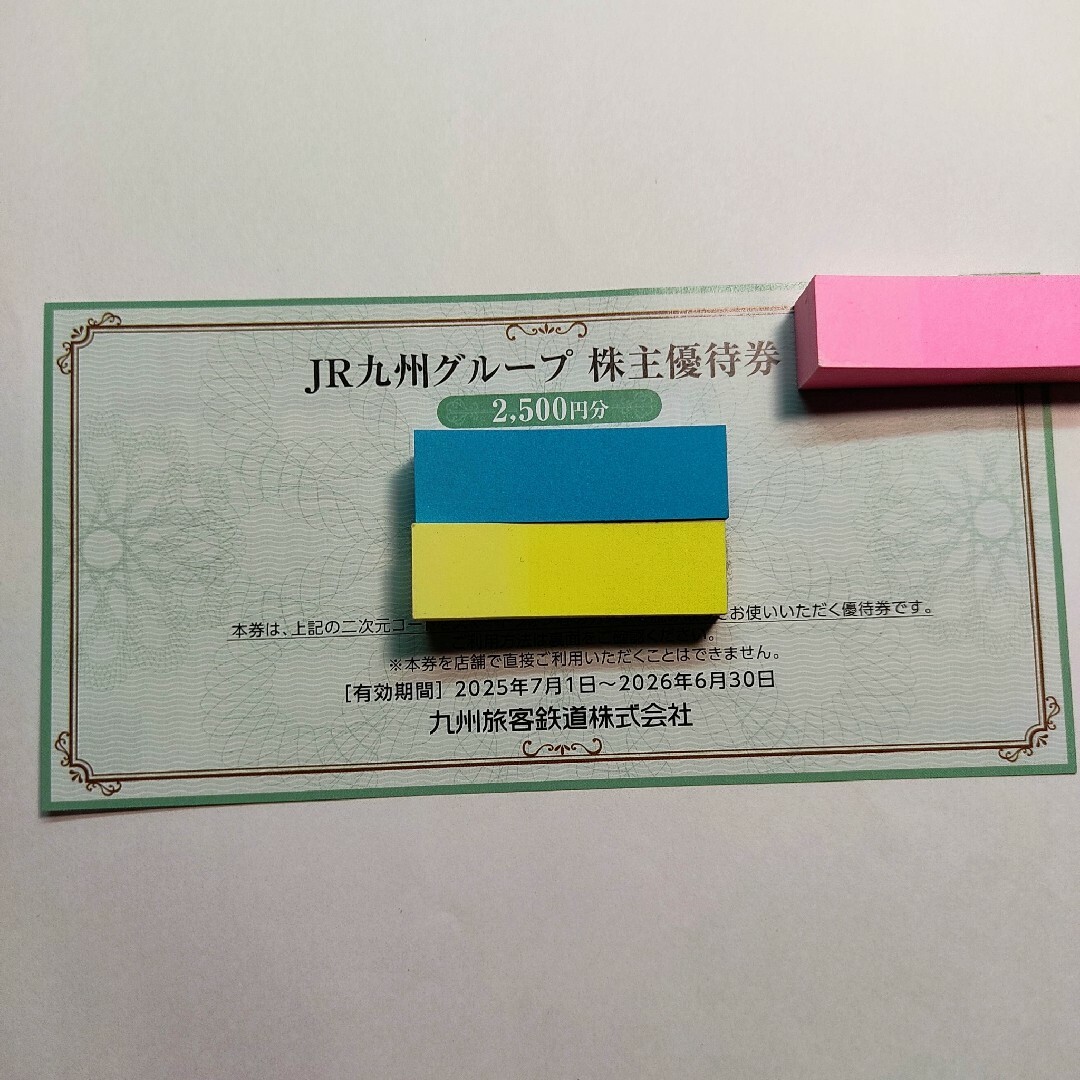 JR九州グループ 株主優待券
2,500円分
本券は、上記の二次元コー お使いいただく優待券です。
※本券を店舗で直接ご利用いただくことはできません。
[有効期間] 2025年7月1日～2026年6月30日
九州旅客鉄道株式会社